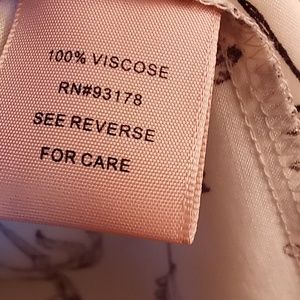 100% VISCOSE
RN#93178
SEE REVERSE
FOR CARE